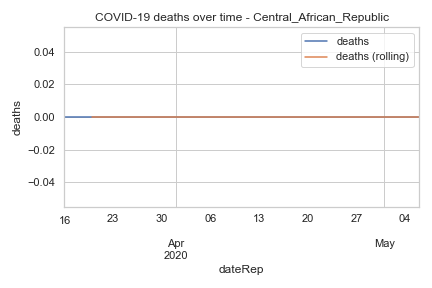 COVID-19 deaths over time - Central_African_Republic
deaths
deaths (rolling)
deaths
0.04
0.02
0.00
−0.02
−0.04
16 23 30 06 13 20 27 04
Apr May
2020
dateRep